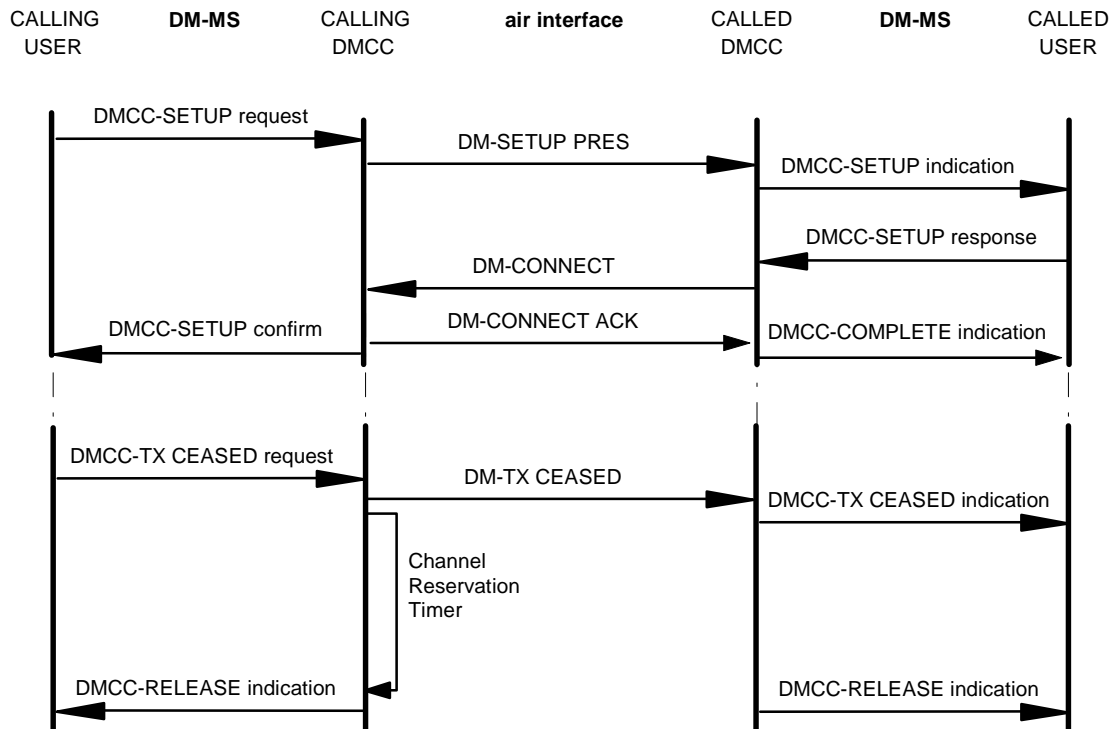 CALLING USER
DM-MS
CALLING DMCC
air interface
CALLED DMCC
DM-MS
CALLED USER
DMCC-SETUP request
DM-SETUP PRES
DMCC-SETUP indication
DMCC-SETUP response
DM-CONNECT
DMCC-SETUP confirm
DM-CONNECT ACK
DMCC-COMPLETE indication
DMCC-TX CEASED request
DM-TX CEASED
DMCC-TX CEASED indication
Channel
Reservation
Timer
DMCC-RELEASE indication
DMCC-RELEASE indication